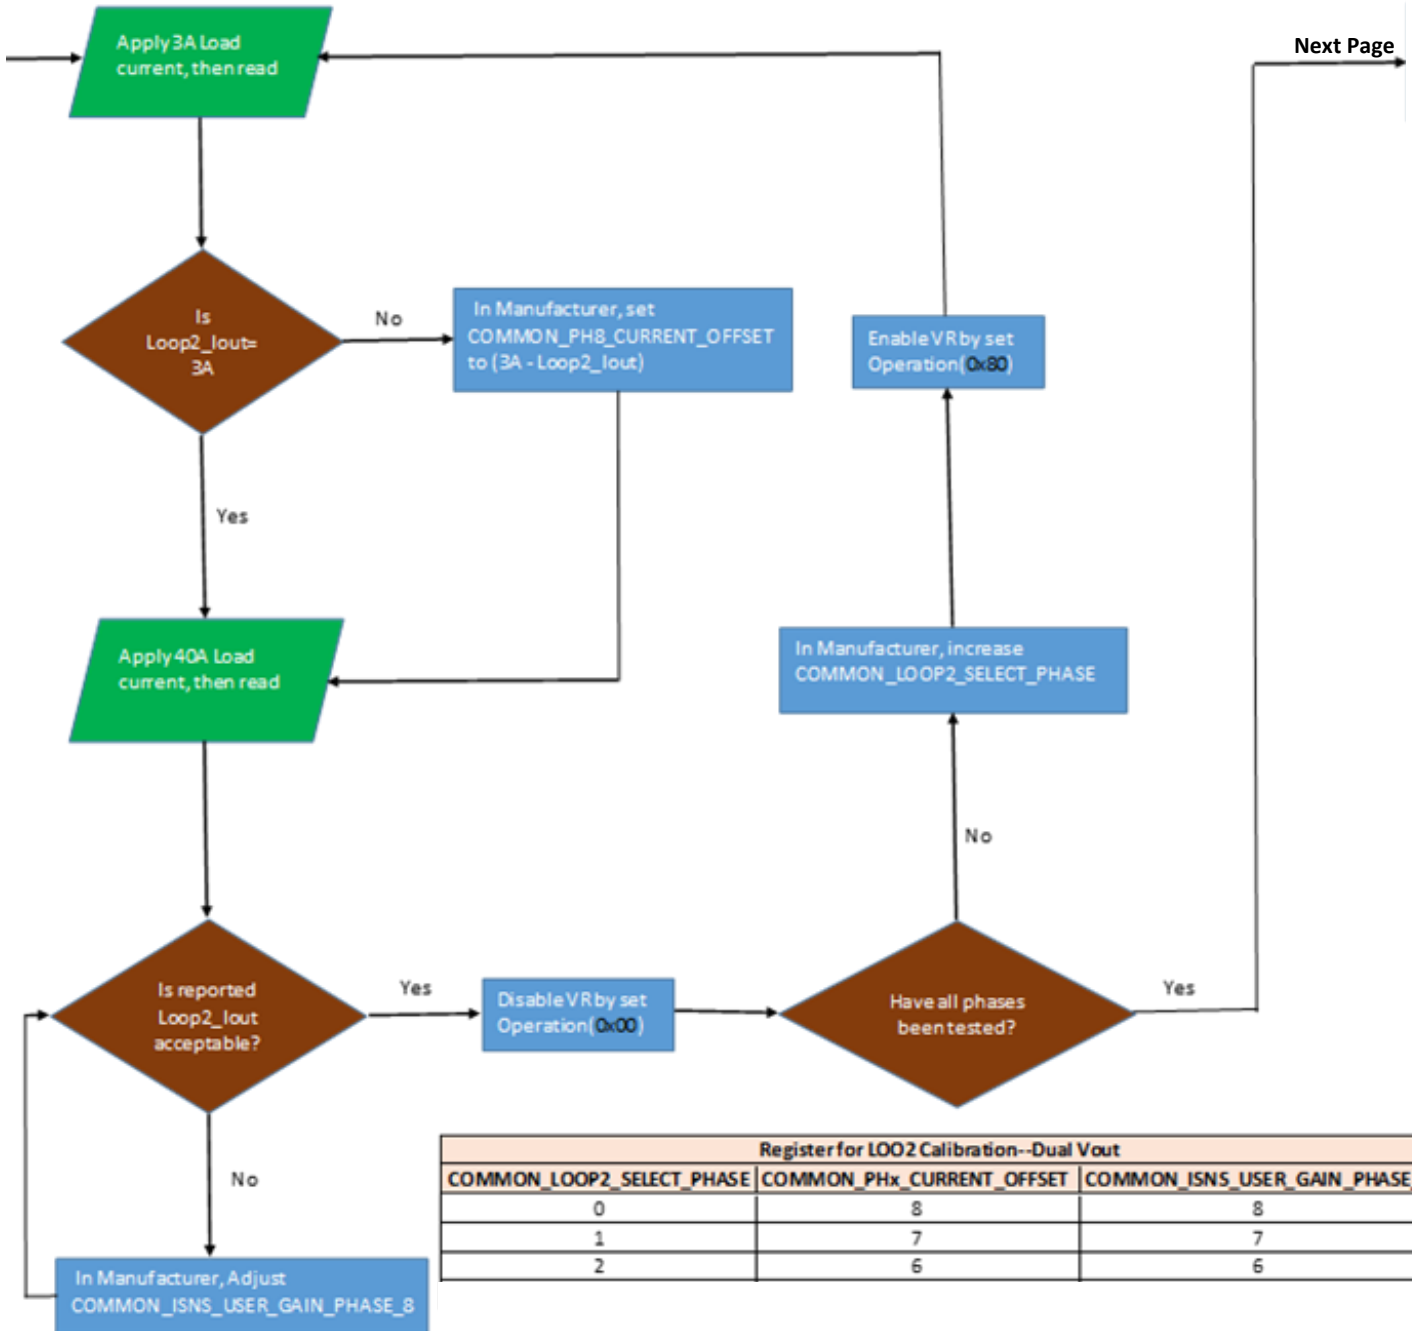 Apply 3A Load
current, then read
Next Page
Is
Loop2_Iout=
3A
No
In Manufacturer, set
COMMON_PH8_CURRENT_OFFSET
to (3A - Loop2_Iout)
Enable VR by set
Operation(0x80)
Yes
Apply 40A Load
current, then read
In Manufacturer, increase
COMMON_LOOP2_SELECT_PHASE
No
Is reported
Loop2_Iout
acceptable?
Yes
Disable VR by set
Operation(0x00)
Have all phases
been tested?
Yes
No
In Manufacturer, Adjust
COMMON_ISNS_USER_GAIN_PHASE_8
Register for LOO2 Calibration--Dual Vout
COMMON_LOOP2_SELECT_PHASE COMMON_PHx_CURRENT_OFFSET COMMON_ISNS_USER_GAIN_PHASE_
0 8 8
1 7 7
2 6 6